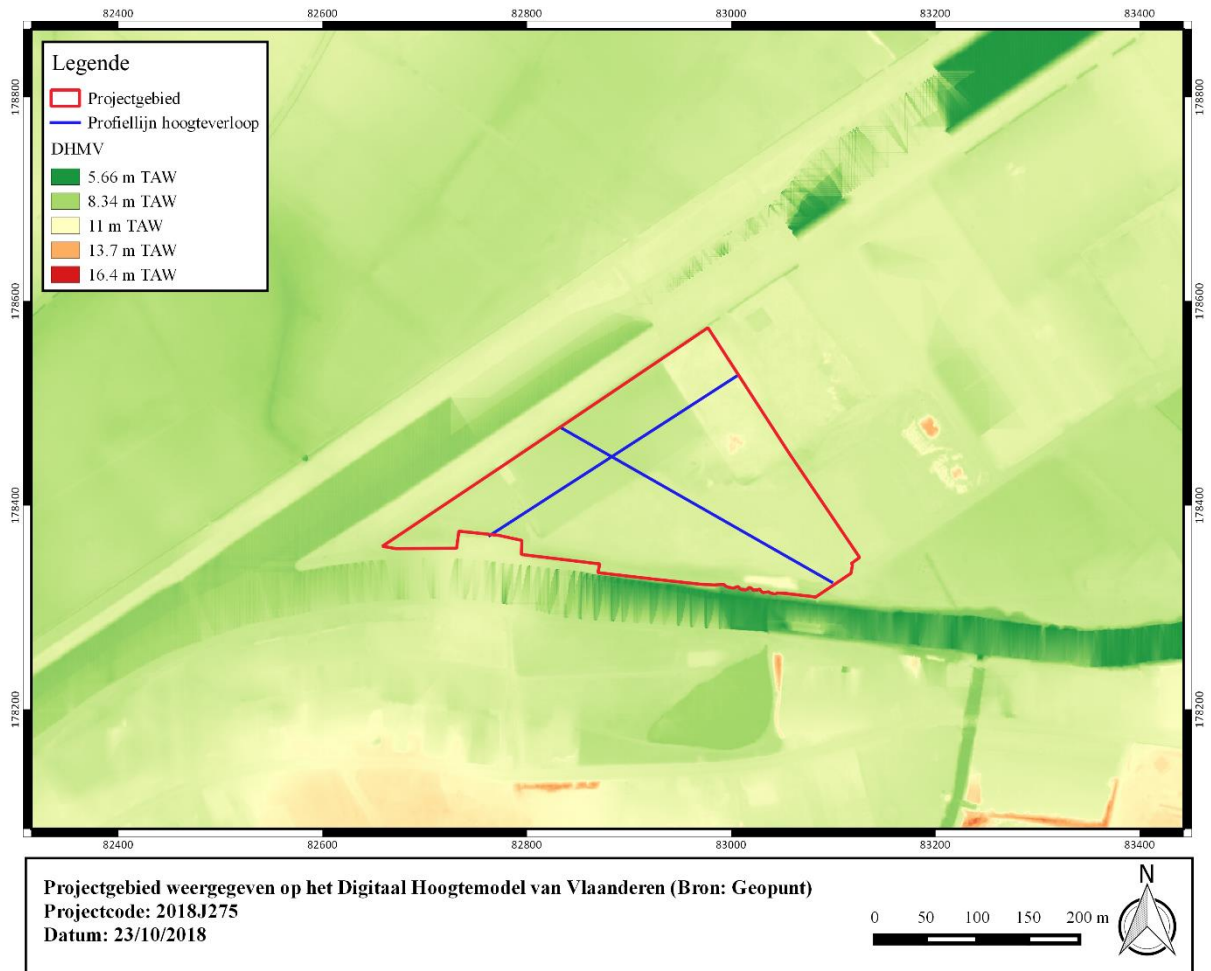 82400 82600 82800 83000 83200 83400
Legende
Projectgebied
Profiellijn hoogteverloop
DHMV
5.66 m TAW
8.34 m TAW
11 m TAW
13.7 m TAW
16.4 m TAW
178800 178800
178600 178600
178400 178400
178200 178200
82400 82600 82800 83000 83200 83400
Projectgebied weergegeven op het Digitaal Hoogtemodel van Vlaanderen (Bron: Geopunt)
Projectcode: 2018J275
Datum: 23/10/2018
0 50 100 150 200 m
N